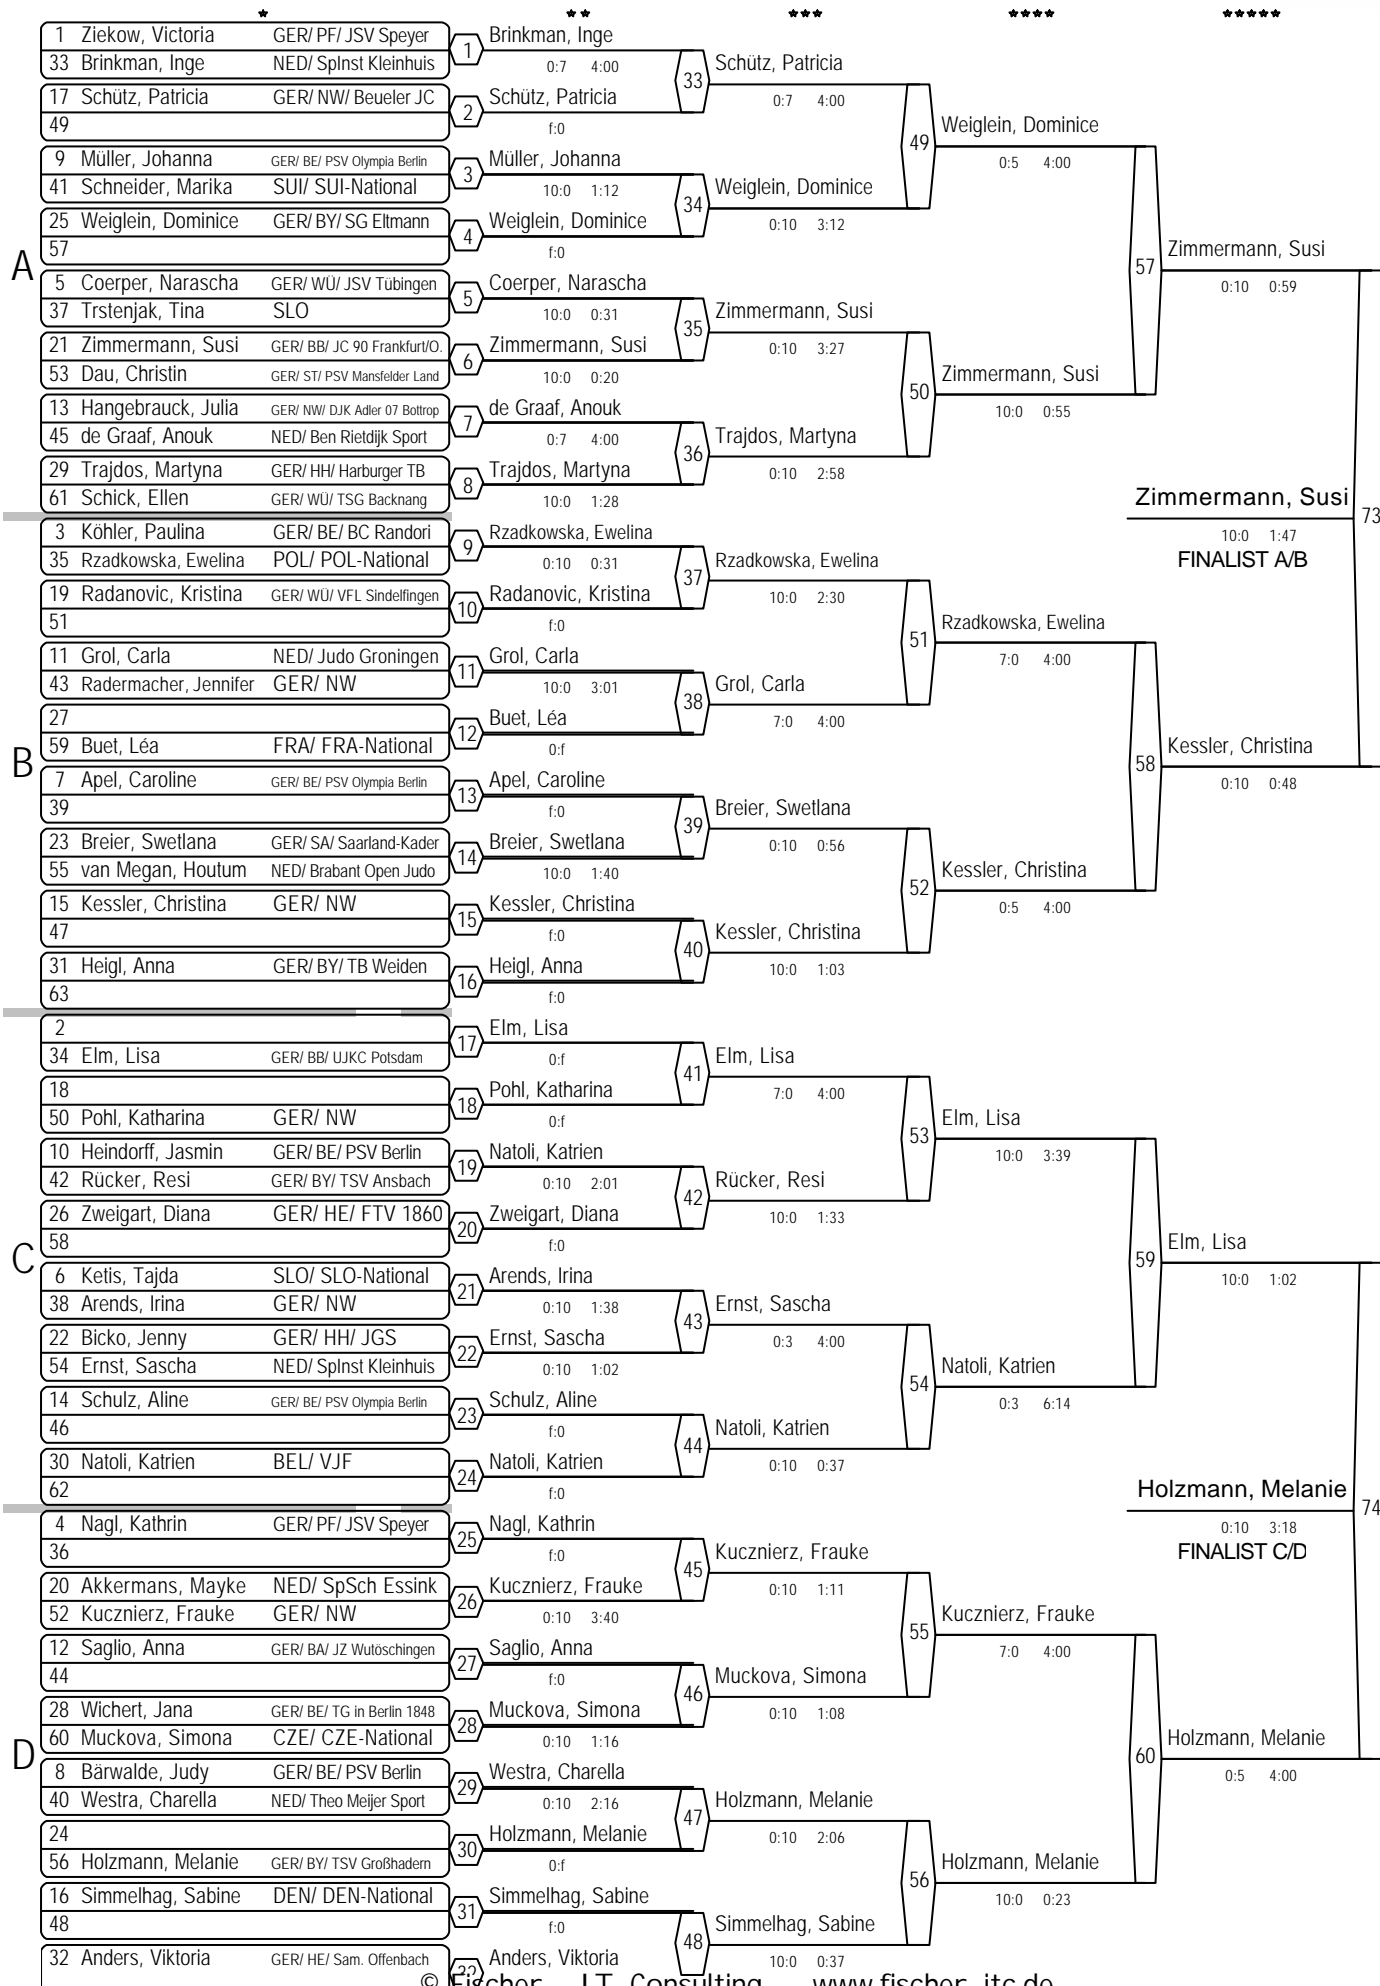 * ** *** **** *****
1 Ziekow, Victoria GER/ PF/ JSV Speyer
33 Brinkman, Inge NED/ SpInst Kleinhuis
1 Brinkman, Inge
0:7 4:00
17 Schütz, Patricia GER/ NW/ Beueler JC
49
2 Schütz, Patricia
f:0
33 Schütz, Patricia
0:7 4:00
9 Müller, Johanna GER/ BE/ PSV Olympia Berlin
41 Schneider, Marika SUI/ SUI-National
3 Müller, Johanna
10:0 1:12
25 Weiglein, Dominice GER/ BY/ SG Eltmann
57
4 Weiglein, Dominice
f:0
34 Weiglein, Dominice
0:10 3:12
49 Weiglein, Dominice
0:5 4:00
A
5 Coerper, Narascha GER/ WÜ/ JSV Tübingen
37 Trstenjak, Tina SLO
5 Coerper, Narascha
10:0 0:31
21 Zimmermann, Susi GER/ BB/ JC 90 Frankfurt/O.
53 Dau, Christin GER/ ST/ PSV Mansfelder Land
6 Zimmermann, Susi
10:0 0:20
35 Zimmermann, Susi
0:10 3:27
13 Hangebrauck, Julia GER/ NW/ DJK Adler 07 Bottrop
45 de Graaf, Anouk NED/ Ben Rietdijk Sport
7 de Graaf, Anouk
0:7 4:00
29 Trajdos, Martyna GER/ HH/ Harburger TB
61 Schick, Ellen GER/ WÜ/ TSG Backnang
8 Trajdos, Martyna
10:0 1:28
36 Trajdos, Martyna
0:10 2:58
50 Zimmermann, Susi
10:0 0:55
57 Zimmermann, Susi
0:10 0:59
Zimmermann, Susi 73
10:0 1:47
FINALIST A/B
3 Köhler, Paulina GER/ BE/ BC Randori
35 Rzadkowska, Ewelina POL/ POL-National
9 Rzadkowska, Ewelina
0:10 0:31
19 Radanovic, Kristina GER/ WÜ/ VFL Sindelfingen
51
10 Radanovic, Kristina
f:0
37 Rzadkowska, Ewelina
10:0 2:30
11 Grol, Carla NED/ Judo Groningen
43 Radermacher, Jennifer GER/ NW
11 Grol, Carla
10:0 3:01
27
59 Buet, Léa FRA/ FRA-National
12 Buet, Léa
0:f
38 Grol, Carla
7:0 4:00
51 Rzadkowska, Ewelina
7:0 4:00
B
7 Apel, Caroline GER/ BE/ PSV Olympia Berlin
39
13 Apel, Caroline
f:0
23 Breier, Swetlana GER/ SA/ Saarland-Kader
55 van Megan, Houtum NED/ Brabant Open Judo
14 Breier, Swetlana
10:0 1:40
39 Breier, Swetlana
0:10 0:56
15 Kessler, Christina GER/ NW
47
15 Kessler, Christina
f:0
31 Heigl, Anna GER/ BY/ TB Weiden
63
16 Heigl, Anna
f:0
40 Kessler, Christina
10:0 1:03
52 Kessler, Christina
0:5 4:00
58 Kessler, Christina
0:10 0:48
2
34 Elm, Lisa GER/ BB/ UJKC Potsdam
17 Elm, Lisa
0:f
18
50 Pohl, Katharina GER/ NW
18 Pohl, Katharina
0:f
41 Elm, Lisa
7:0 4:00
10 Heindorff, Jasmin GER/ BE/ PSV Berlin
42 Rücker, Resi GER/ BY/ TSV Ansbach
19 Natoli, Katrien
0:10 2:01
26 Zweigart, Diana GER/ HE/ FTV 1860
58
20 Zweigart, Diana
f:0
42 Rücker, Resi
10:0 1:33
53 Elm, Lisa
10:0 3:39
C
6 Ketis, Tajda SLO/ SLO-National
38 Arends, Irina GER/ NW
21 Arends, Irina
0:10 1:38
22 Bicko, Jenny GER/ HH/ JGS
54 Ernst, Sascha NED/ SpInst Kleinhuis
22 Ernst, Sascha
0:10 1:02
43 Ernst, Sascha
0:3 4:00
14 Schulz, Aline GER/ BE/ PSV Olympia Berlin
46
23 Schulz, Aline
f:0
30 Natoli, Katrien BEL/ VJF
62
24 Natoli, Katrien
f:0
44 Natoli, Katrien
0:10 0:37
54 Natoli, Katrien
0:3 6:14
59 Elm, Lisa
10:0 1:02
Holzmann, Melanie 74
0:10 3:18
FINALIST C/D
4 Nagl, Kathrin GER/ PF/ JSV Speyer
36
25 Nagl, Kathrin
f:0
20 Akkermans, Mayke NED/ SpSch Essink
52 Kucznierz, Frauke GER/ NW
26 Kucznierz, Frauke
0:10 3:40
45 Kucznierz, Frauke
0:10 1:11
12 Saglio, Anna GER/ BA/ JZ Wutöschingen
44
27 Saglio, Anna
f:0
28 Wichert, Jana GER/ BE/ TG in Berlin 1848
60 Muckova, Simona CZE/ CZE-National
28 Muckova, Simona
0:10 1:16
46 Muckova, Simona
0:10 1:08
55 Kucznierz, Frauke
7:0 4:00
D
8 Bärwalde, Judy GER/ BE/ PSV Berlin
40 Westra, Charella NED/ Theo Meijer Sport
29 Westra, Charella
0:10 2:16
24
56 Holzmann, Melanie GER/ BY/ TSV Großhadern
30 Holzmann, Melanie
0:f
47 Holzmann, Melanie
0:10 2:06
16 Simmelhag, Sabine DEN/ DEN-National
48
31 Simmelhag, Sabine
f:0
32 Anders, Viktoria GER/ HE/ Sam. Offenbach
32 Anders, Viktoria
48 Simmelhag, Sabine
10:0 0:37
56 Holzmann, Melanie
10:0 0:23
60 Holzmann, Melanie
0:5 4:00
© Fischer I.T. Consulting www.fischer-itc.de